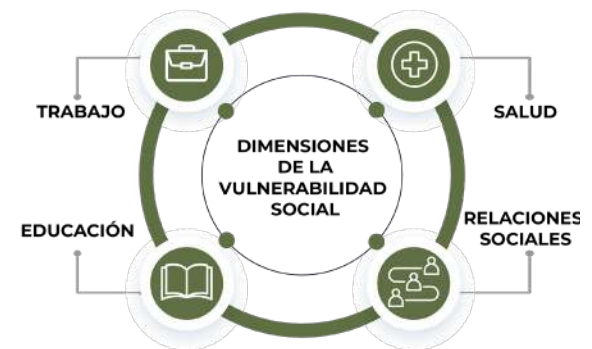 TRABAJO
SALUD
DIMENSIONES
DE LA
VULNERABILIDAD
SOCIAL
EDUCACIÓN
RELACIONES
SOCIALES